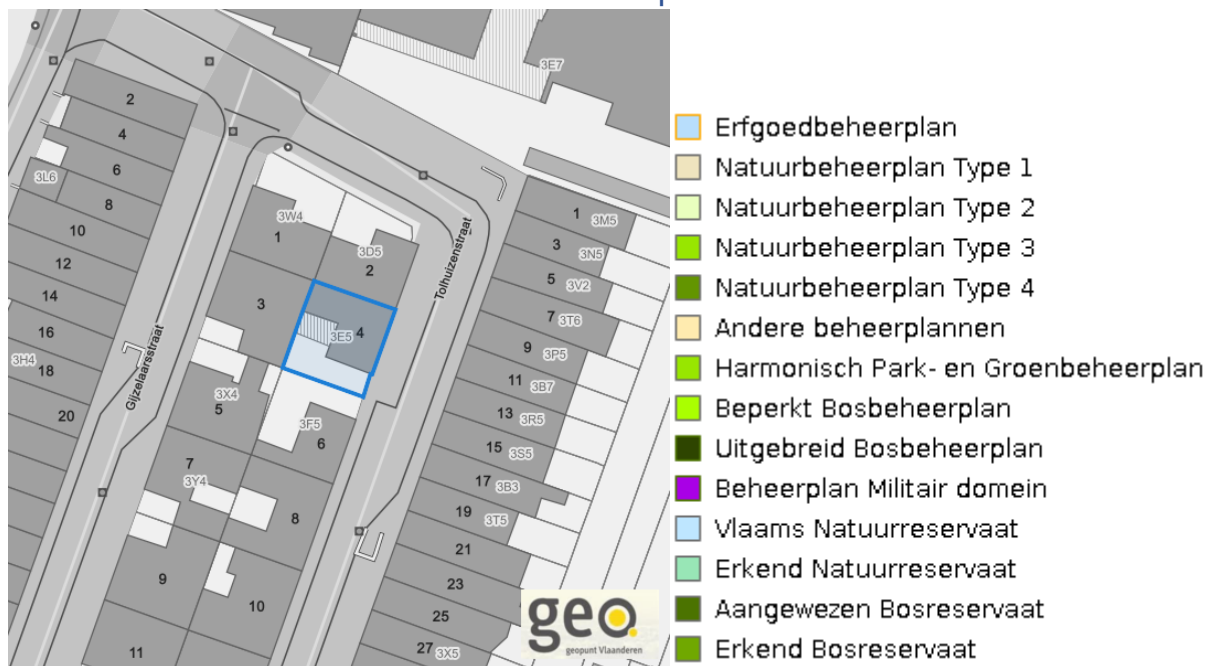 3E7
2
4
6
3L6
8
10
12
14
16
3H4
18
20
Gijzelaarsstraat
3W4
1
3D5
2
3
3E5
4
3X4
5
3F5
6
7
3Y4
8
9
10
11
Tolhuizenstraat
1 3M5
3 3N5
5 3V2
7 3T6
9 3P5
11 3B7
13 3R5
15 3S5
17 3B3
19 3T5
21
23
25
27 3X5
geo
geopunt Vlaanderen
Erfgoedbeheerplan
Natuurbeheerplan Type 1
Natuurbeheerplan Type 2
Natuurbeheerplan Type 3
Natuurbeheerplan Type 4
Andere beheerplannen
Harmonisch Park- en Groenbeheerplan
Beperkt Bosbeheerplan
Uitgebreid Bosbeheerplan
Beheerplan Militair domein
Vlaams Natuurreservaat
Erkend Natuurreservaat
Aangewezen Bosreservaat
Erkend Bosreservaat